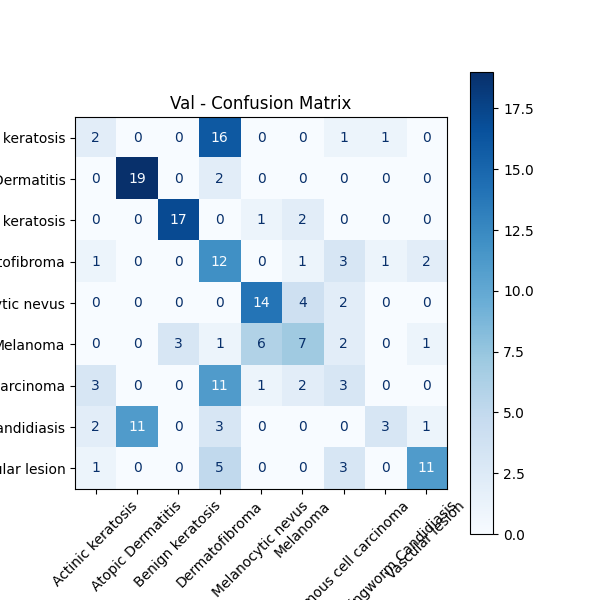 Val - Confusion Matrix
keratosis 2 0 0 16 0 0 1 1 0
Dermatitis 0 19 0 2 0 0 0 0 0
keratosis 0 0 17 0 1 2 0 0 0
tofibroma 1 0 0 12 0 1 3 1 2
tic nevus 0 0 0 0 14 4 2 0 0
Melanoma 0 0 3 1 6 7 2 0 1
arcinoma 3 0 0 11 1 2 3 0 0
andidiasis 2 11 0 3 0 0 0 3 1
ular lesion 1 0 0 5 0 0 3 0 11
Actinic keratosis
Atopic Dermatitis
Benign keratosis
Dermatofibroma
Melanocytic nevus
Melanoma
mous cell carcinoma
ngworm Candidiasis
Vascular lesion
17.5
15.0
12.5
10.0
7.5
5.0
2.5
0.0